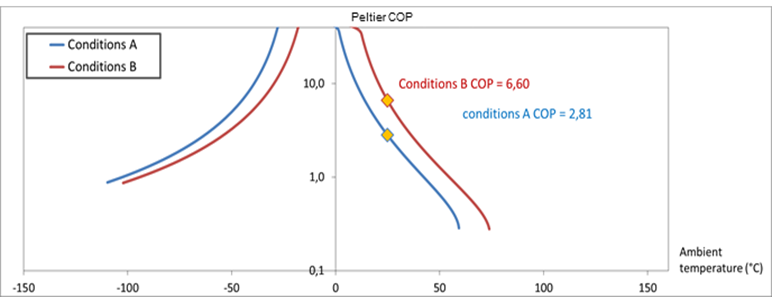 Peltier COP
Conditions A
Conditions B
10,0
Conditions B COP = 6,60
conditions A COP = 2,81
1,0
Ambient
temperature (°C)
0,1
-150 -100 -50 0 50 100 150